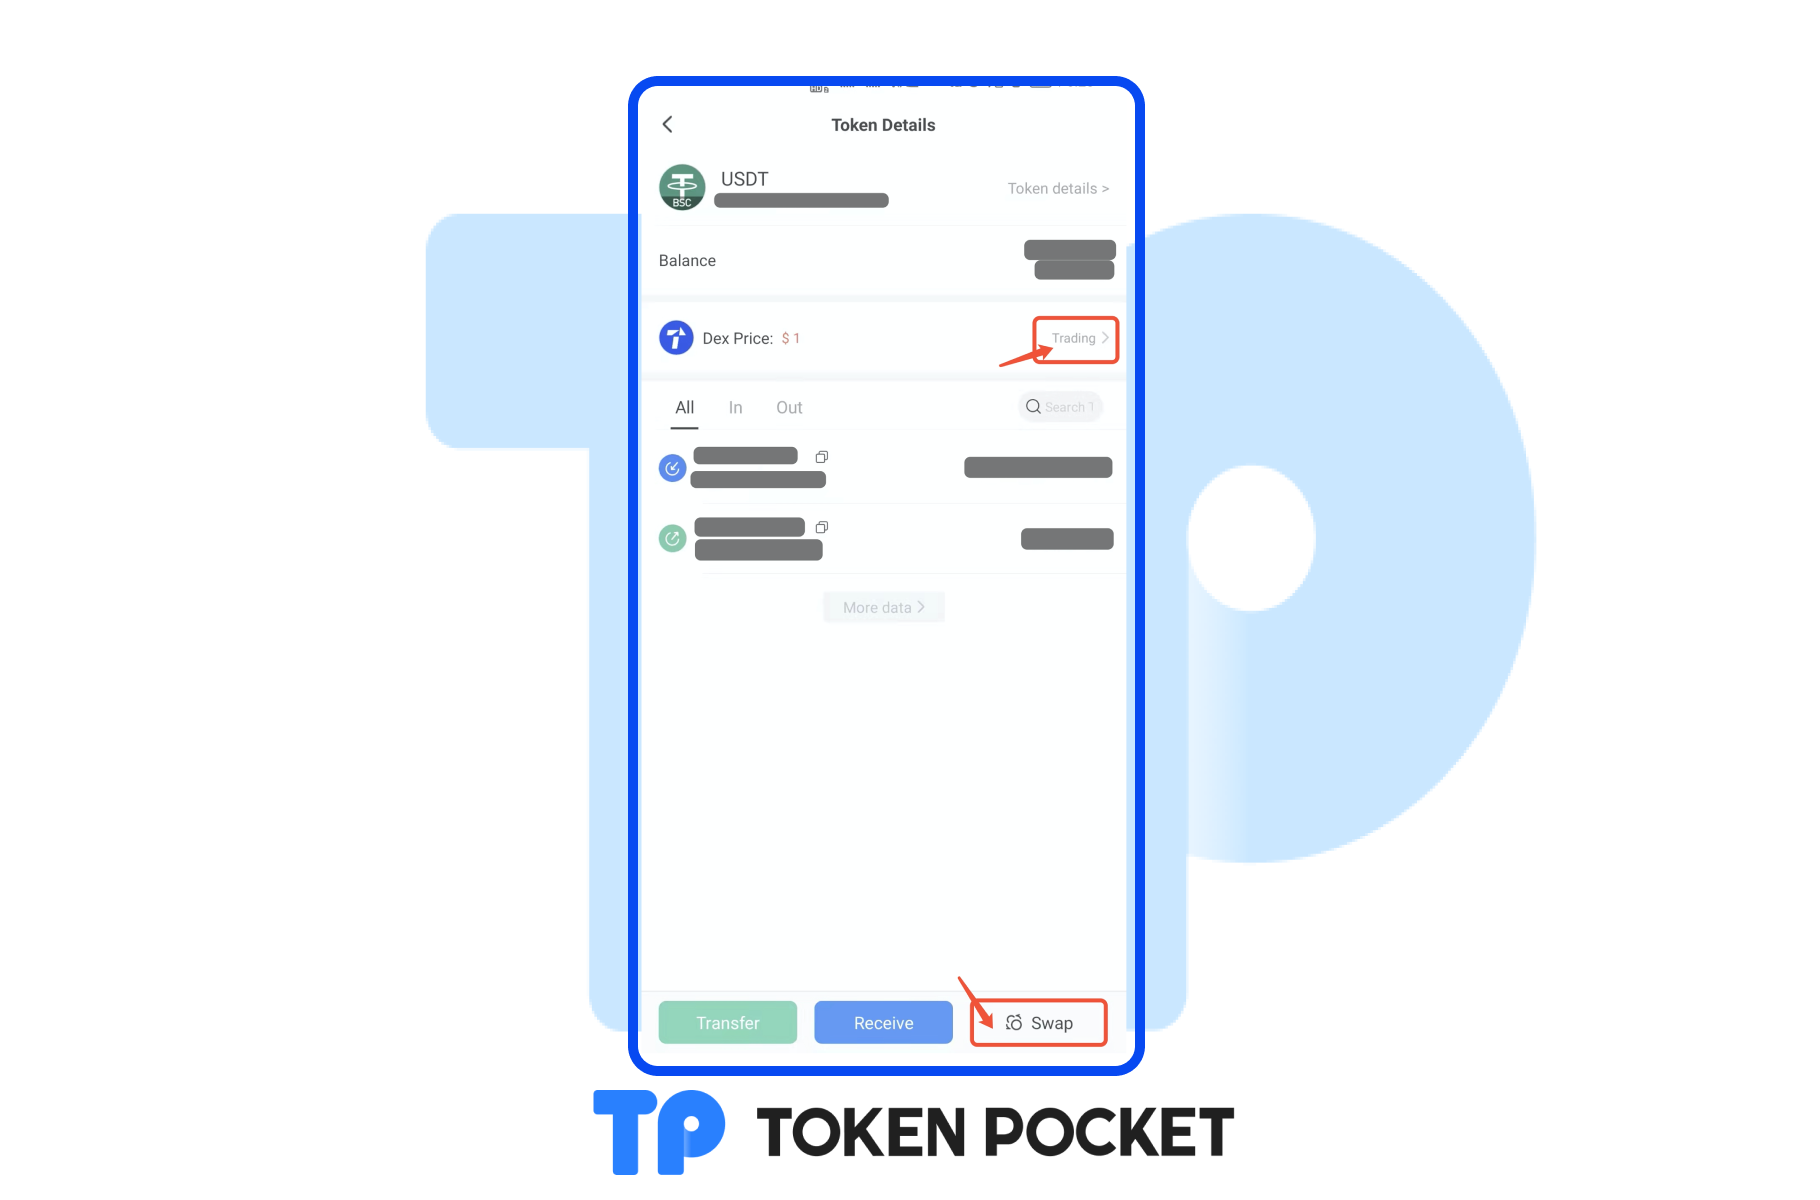 Token Details
USDT
BSC
Token details >
Balance
Dex Price: $ 1
Trading >
All In Out
Search
More data >
Transfer Receive Swap
TP TOKEN POCKET